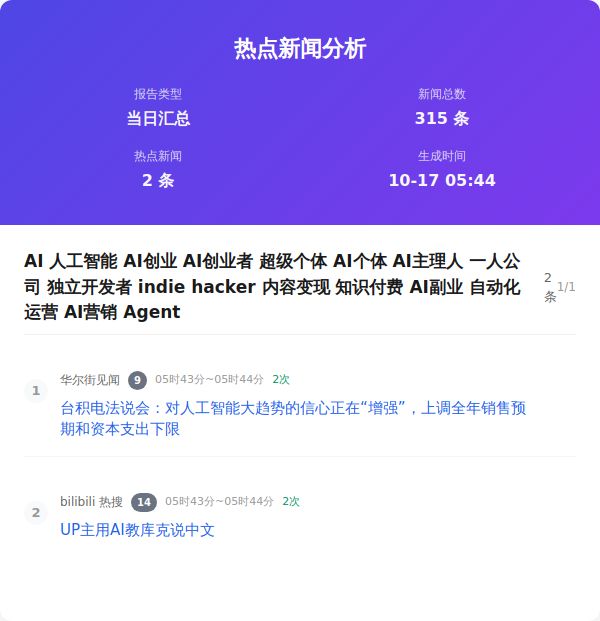 热点新闻分析
报告类型
新闻总数
当日汇总
315 条
热点新闻
生成时间
2 条
10-17 05:44
AI 人工智能 AI创业 AI创业者 超级个体 AI个体 AI主理人 一人公
司 独立开发者 indie hacker 内容变现 知识付费 AI副业 自动化
运营 AI营销 Agent
2
条
1/1
1
华尔街见闻 9 05时43分~05时44分 2次
台积电法说会：对人工智能大趋势的信心正在“增强”，上调全年销售预
期和资本支出下限
2
bilibili 热搜 14 05时43分~05时44分 2次
UP主用AI教库克说中文